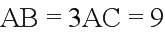 AB = 3AC = 9